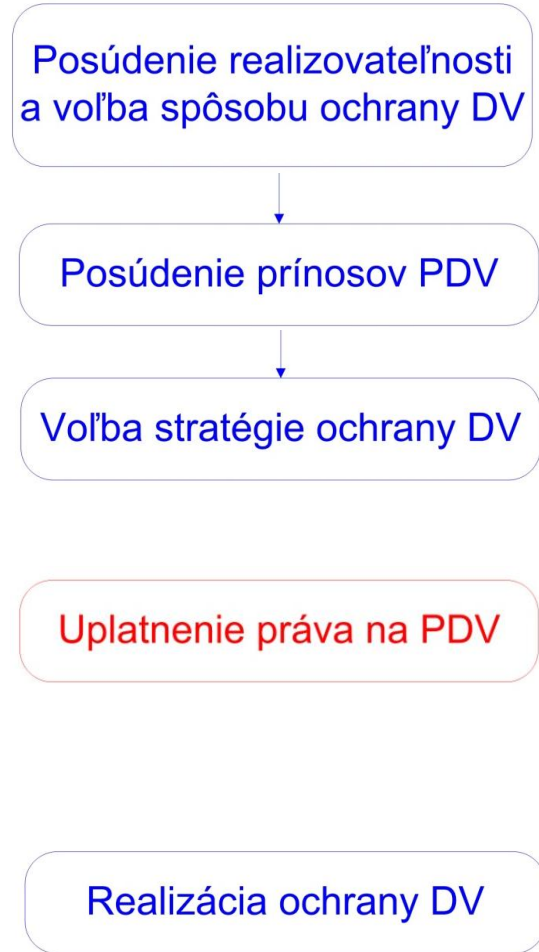 Posúdenie realizovateľnosti
a voľba spôsobu ochrany DV
Posúdenie prínosov PDV
Voľba stratégie ochrany DV
Uplatnenie práva na PDV
Realizácia ochrany DV